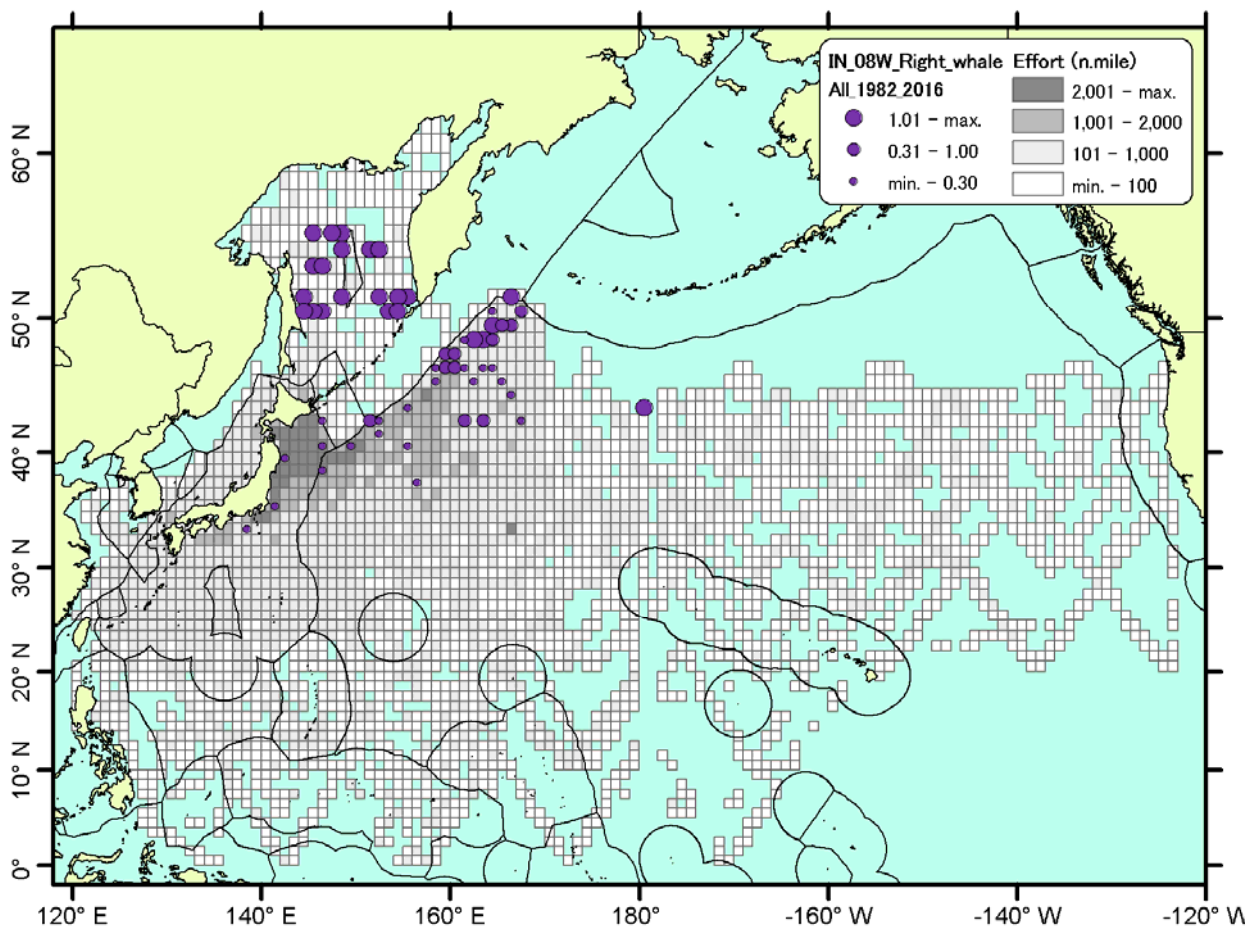 IN_08W_Right_whale Effort (n.mile)
All_1982_2016
2,001 - max.
1.01 - max.
1,001 - 2,000
0.31 - 1.00
101 - 1,000
min. - 0.30
min. - 100
60° N
50° N
40° N
30° N
20° N
10° N
0°
120° E 140° E 160° E 180° -160° W -140° W -120° W